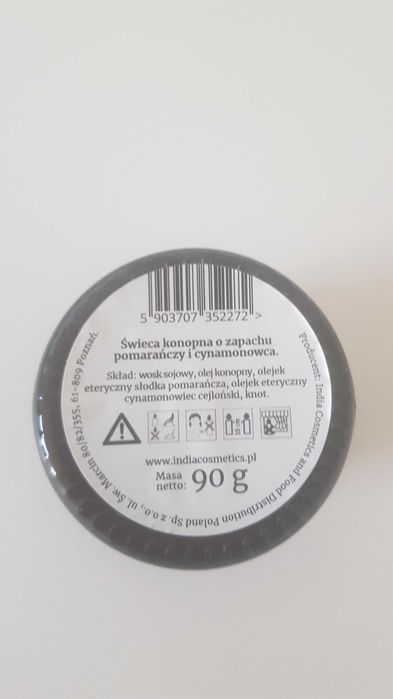 5 903707 352272 >
Świeca konopna o zapachu
pomarańczy i cynamonowca.
Skład: wosk sojowy, olej konopny, olejek
eteryczny słodka pomarańcza, olejek eteryczny
cynamonowiec cejloński, knot.
www.indiacosmetics.pl
Masa
netto: 90 g
Producent: India Cosmetics and Food Distribution Poland Sp. z o.o., ul. Św. Marcin 80/82/355, 61-809 Poznań.